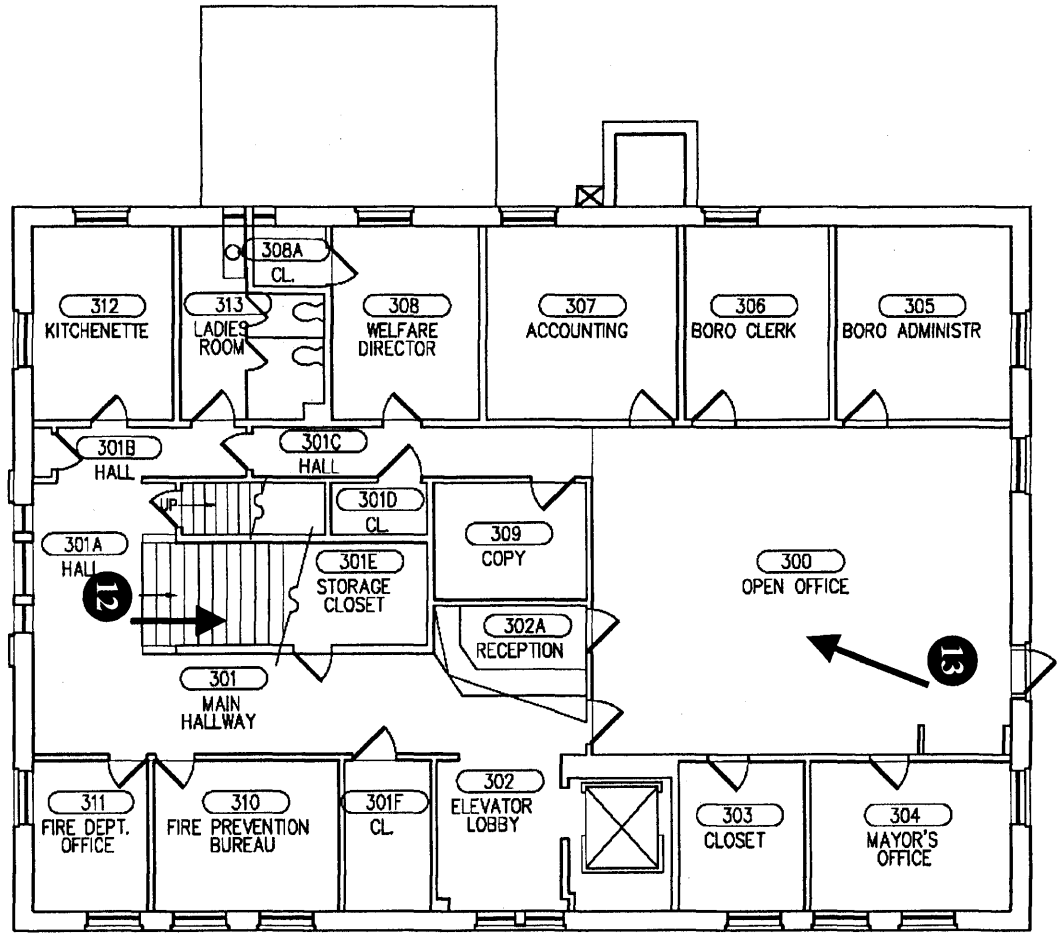 308A
CL.
312
KITCHENETTE
313
LADIES
ROOM
308
WELFARE
DIRECTOR
307
ACCOUNTING
306
BORO CLERK
305
BORO ADMINISTR
301B
HALL
301C
HALL
UP
301D
CL.
309
COPY
301A
HALL
12
301E
STORAGE
CLOSET
300
OPEN OFFICE
302A
RECEPTION
13
301
MAIN
HALLWAY
311
FIRE DEPT.
OFFICE
310
FIRE PREVENTION
BUREAU
301F
CL.
302
ELEVATOR
LOBBY
303
CLOSET
304
MAYOR'S
OFFICE